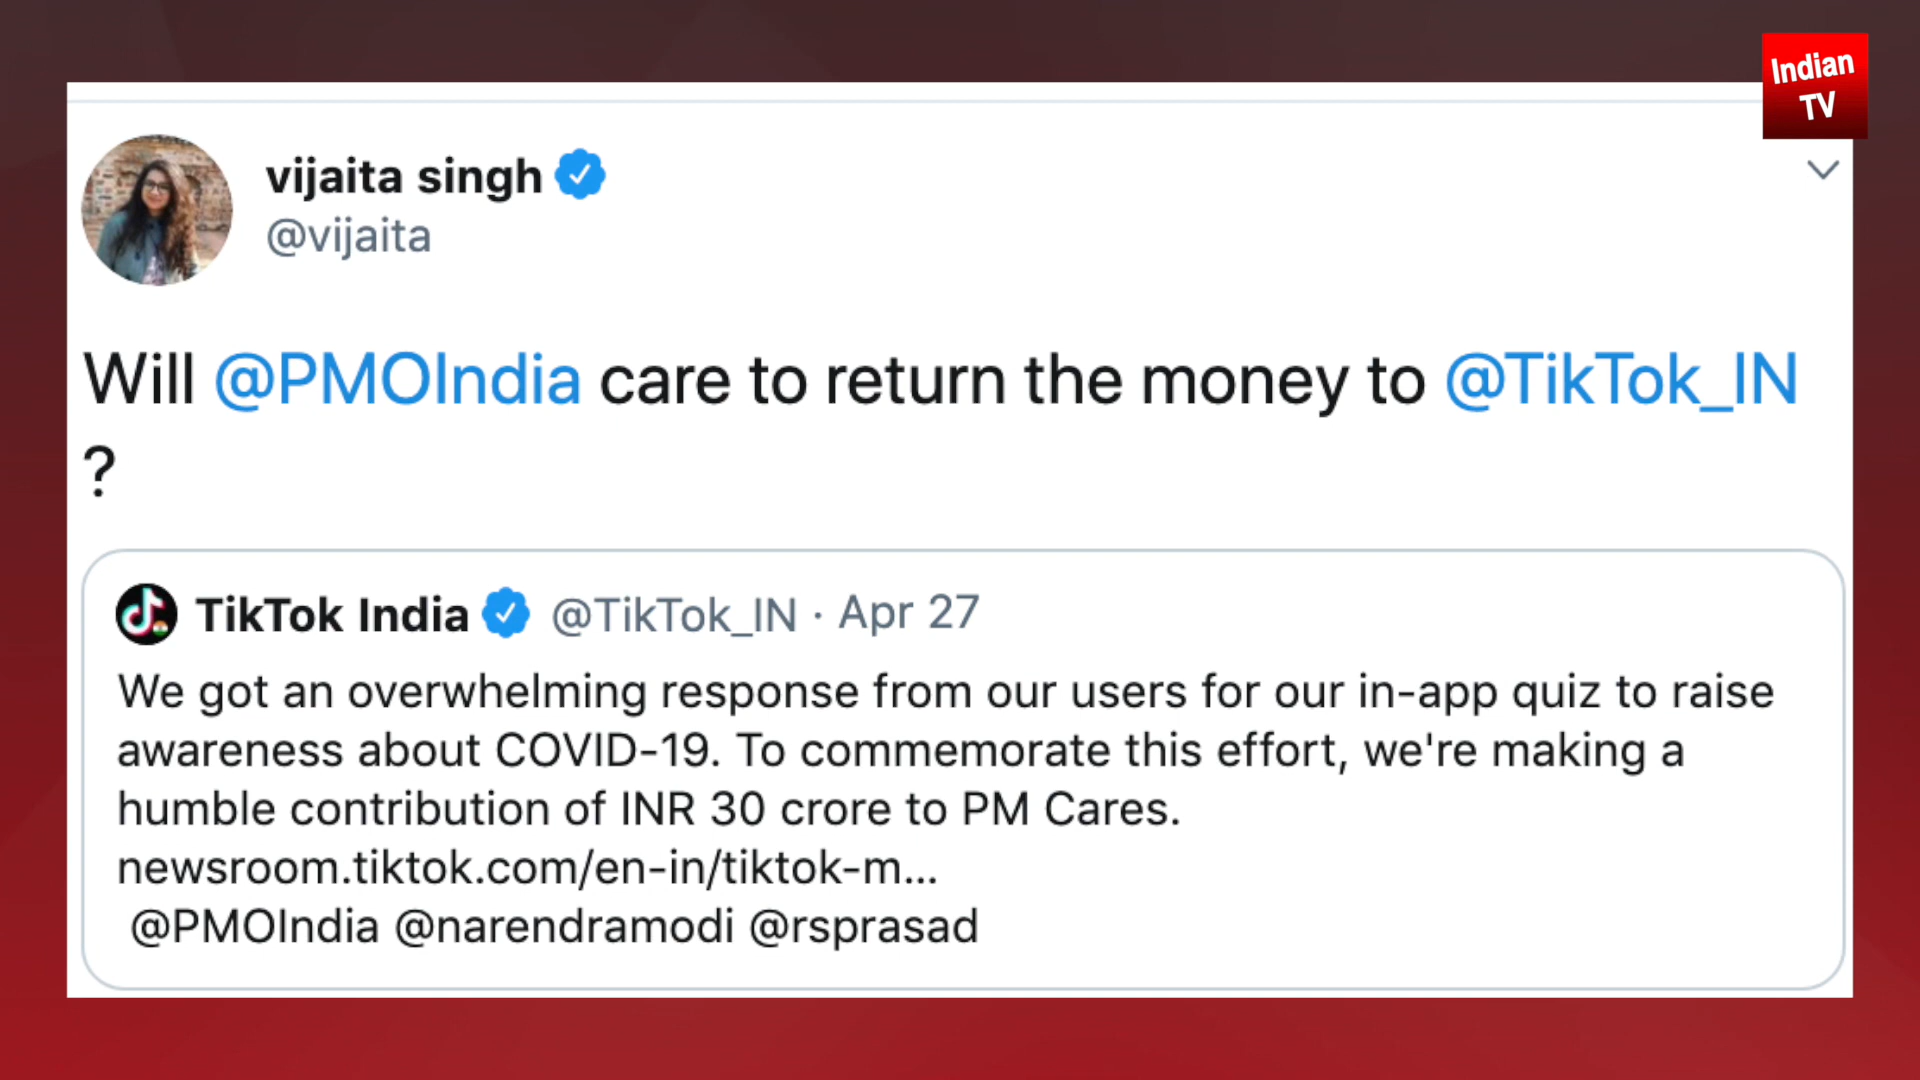 Indian
TV
vijaita singh
@vijaita
Will @PMOIndia care to return the money to @TikTok_IN
?
TikTok India @TikTok_IN · Apr 27
We got an overwhelming response from our users for our in-app quiz to raise
awareness about COVID-19. To commemorate this effort, we're making a
humble contribution of INR 30 crore to PM Cares.
newsroom.tiktok.com/en-in/tiktok-m...
@PMOIndia @narendramodi @rsprasad